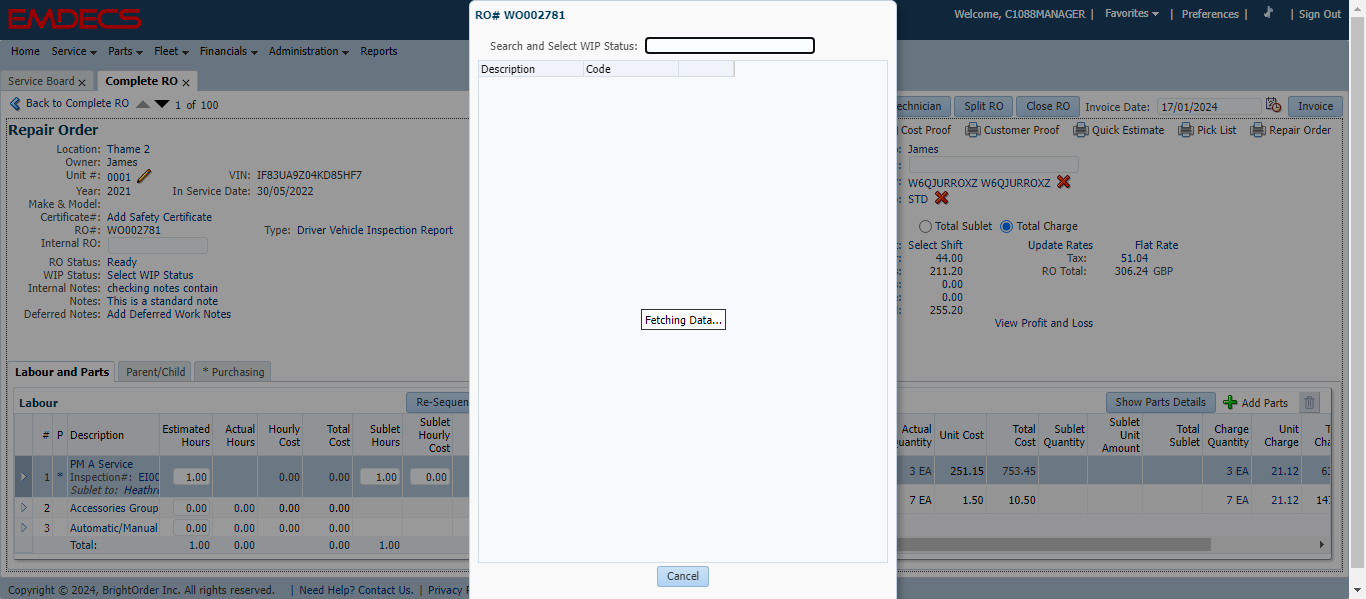 EMDECS
Welcome, C1088MANAGER | Favorites | Preferences | Sign Out
Home Service Parts Fleet Financials Administration Reports
Service Board Complete RO
Back to Complete RO 1 of 100
echnician Split RO Close RO Invoice Date: 17/01/2024 Invoice
Cost Proof Customer Proof Quick Estimate Pick List Repair Order
Repair Order
Location: Thame 2
Owner: James
Unit #: 0001 VIN: IF83UA9Z04KD85HF7
Year: 2021 In Service Date: 30/05/2022
Make & Model:
Certificate#: Add Safety Certificate
RO#: WO002781 Type: Driver Vehicle Inspection Report
Internal RO:
RO Status: Ready
WIP Status: Select WIP Status
Internal Notes: checking notes contain
Notes: This is a standard note
Deferred Notes: Add Deferred Work Notes
James
W6QJURROXZ W6QJURROXZ
STD
Total Sublet Total Charge
Select Shift Update Rates Flat Rate
44.00 Tax: 51.04
211.20 RO Total: 306.24 GBP
0.00
0.00
255.20
View Profit and Loss
RO# WO002781
Search and Select WIP Status:
Description Code
Fetching Data...
Cancel
Labour and Parts Parent/Child * Purchasing
Labour Re-Sequen
# P Description Estimated Hours Actual Hours Hourly Cost Total Cost Sublet Hours Sublet Hourly Cost
1 * PM A Service 1.00 0.00 0.00 1.00 0.00
Inspection#: EI00
Sublet to: Heathr
2 Accessories Group 0.00 0.00 0.00 0.00
3 Automatic/Manual 0.00 0.00 0.00 0.00
Total: 1.00 0.00 0.00 1.00
Show Parts Details Add Parts
Actual Quantity Unit Cost Total Cost Sublet Quantity Sublet Unit Amount Total Sublet Charge Quantity Unit Charge
3 EA 251.15 753.45 3 EA 21.12
7 EA 1.50 10.50 7 EA 21.12
Copyright © 2024, BrightOrder Inc. All rights reserved. | Need Help? Contact Us. | Privacy